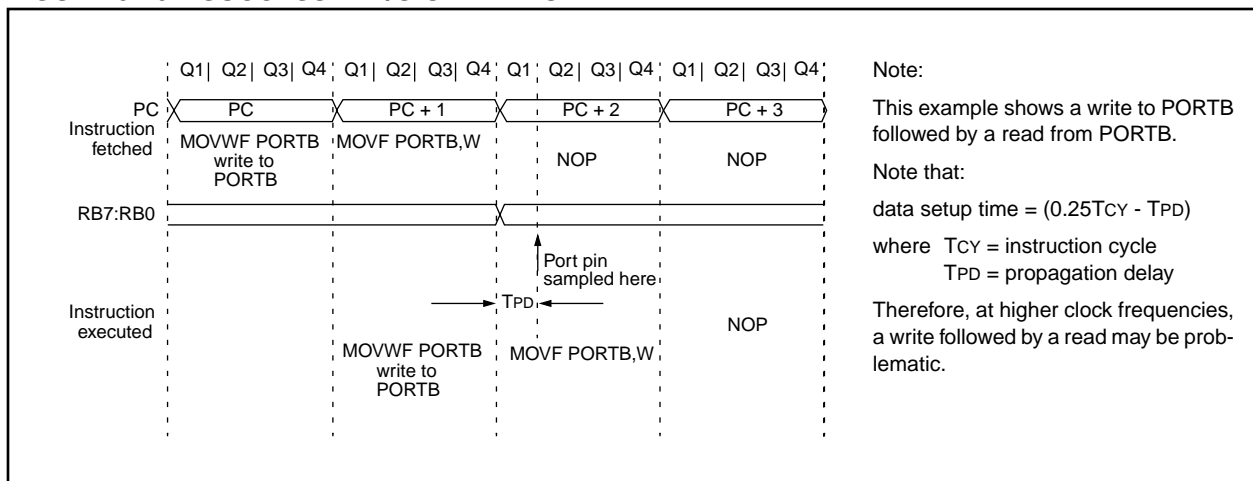 Q1| Q2| Q3| Q4 Q1| Q2| Q3| Q4 Q1 Q2| Q3| Q4 Q1| Q2| Q3| Q4
PC PC PC + 1 PC + 2 PC + 3
Instruction
fetched
MOVWF PORTB
write to
PORTB
MOVF PORTB,W
NOP
NOP
RB7:RB0
Port pin
sampled here
TPD
Instruction
executed
MOVWF PORTB
write to
PORTB
MOVF PORTB,W
NOP
Note:
This example shows a write to PORTB
followed by a read from PORTB.
Note that:
data setup time = (0.25TCY - TPD)
where TCY = instruction cycle
TPD = propagation delay
Therefore, at higher clock frequencies,
a write followed by a read may be prob-
lematic.